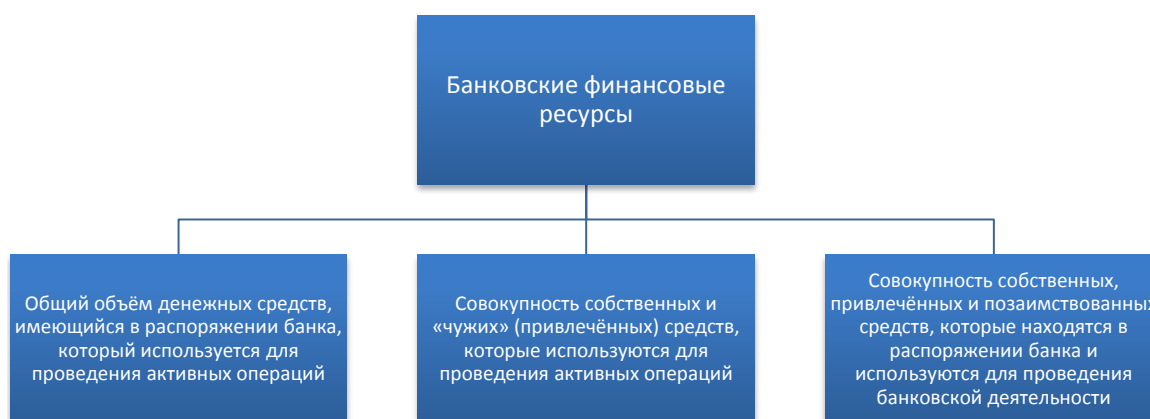 Банковские финансовые
ресурсы
Общий объём денежных средств,
имеющийся в распоряжении банка,
который используется для
проведения активных операций
Совокупность собственных и
«чужих» (привлечённых) средств,
которые используются для
проведения активных операций
Совокупность собственных,
привлечённых и позаимствованных
средств, которые находятся в
распоряжении банка и
используются для проведения
банковской деятельности